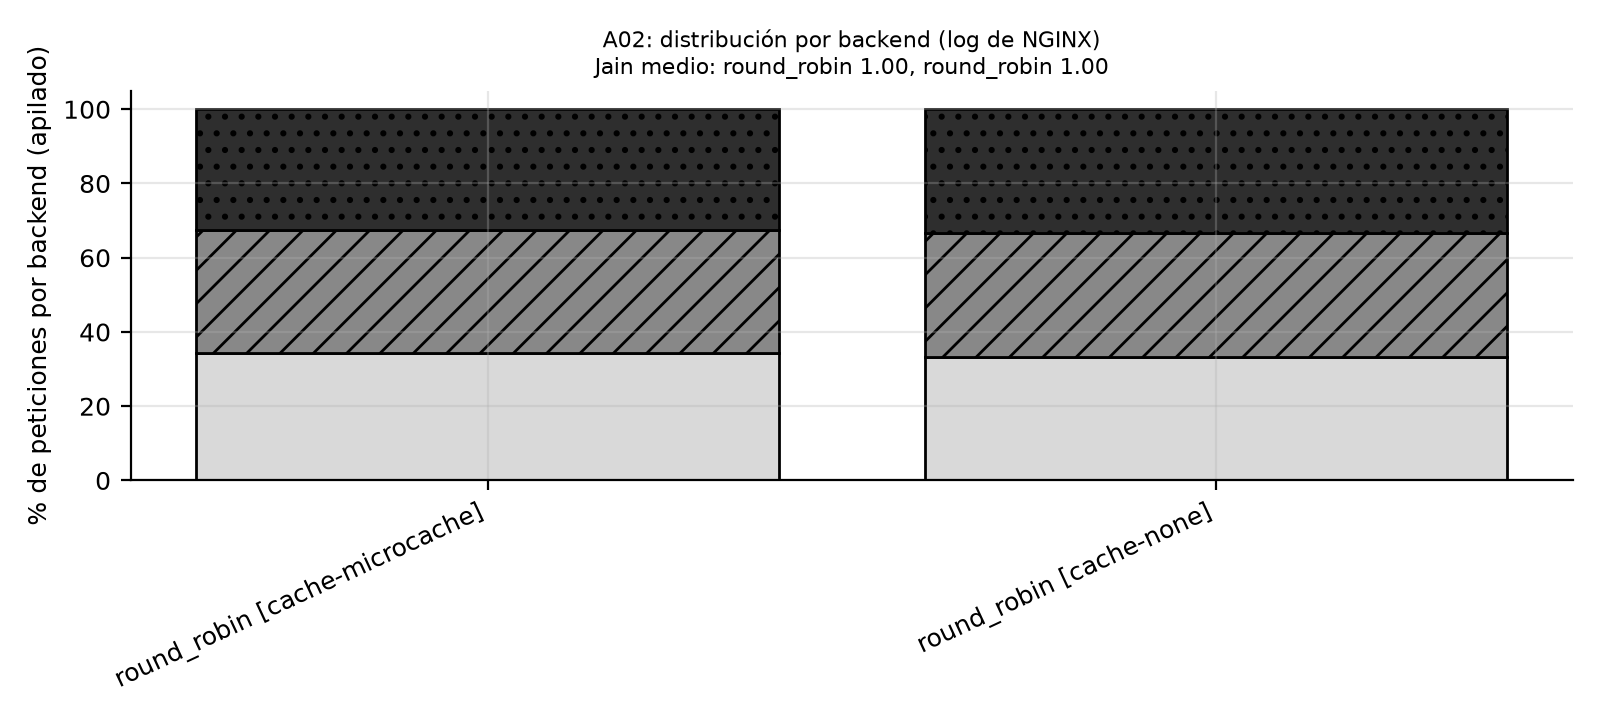 A02: distribución por backend (log de NGINX)
Jain medio: round_robin 1.00, round_robin 1.00
% de peticiones por backend (apilado)
100
80
60
40
20
0
round_robin [cache-microcache]
round_robin [cache-none]